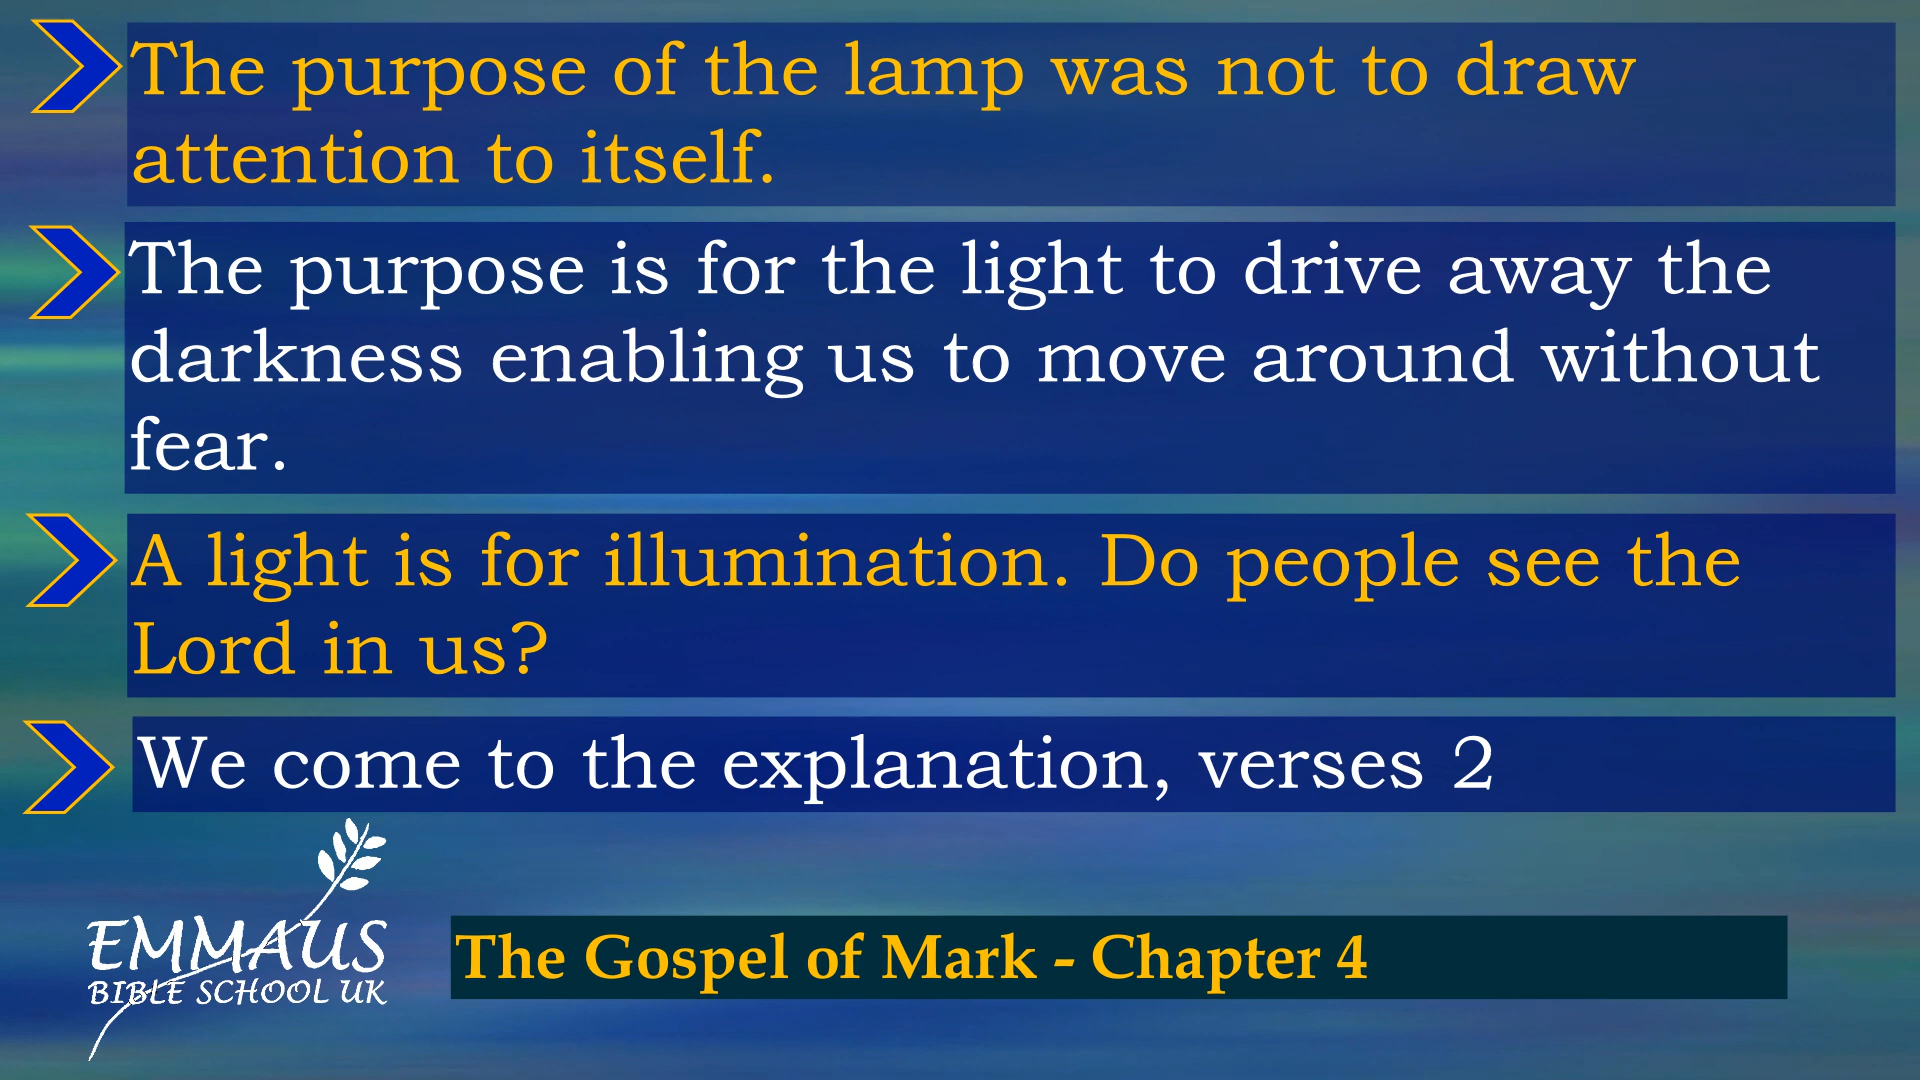 The purpose of the lamp was not to draw
attention to itself.
The purpose is for the light to drive away the
darkness enabling us to move around without
fear.
A light is for illumination. Do people see the
Lord in us?
We come to the explanation, verses 2
EMMAUS
BIBLE SCHOOL UK
The Gospel of Mark - Chapter 4